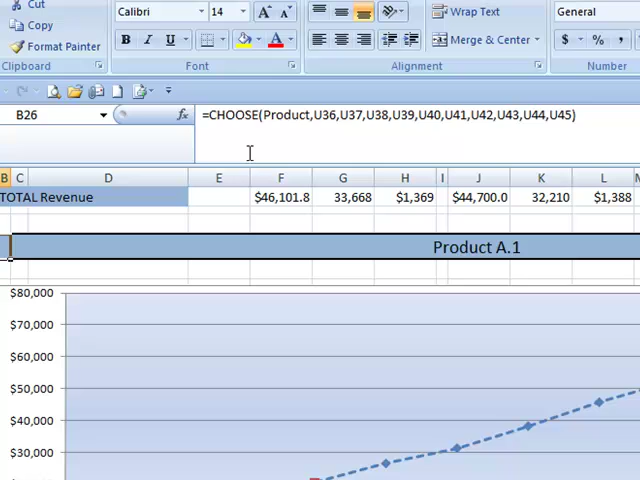 Cut
Copy
Format Painter
Clipboard
Calibri 14 A A
B I U A
Font
Wrap Text
Merge & Center
Alignment
General
$ % ,
Number
B26 fx =CHOOSE(Product,U36,U37,U38,U39,U40,U41,U42,U43,U44,U45)
B C D E F G H I J K L
TOTAL Revenue $46,101.8 33,668 $1,369 $44,700.0 32,210 $1,388
Product A.1
$80,000
$70,000
$60,000
$50,000
$40,000
$30,000